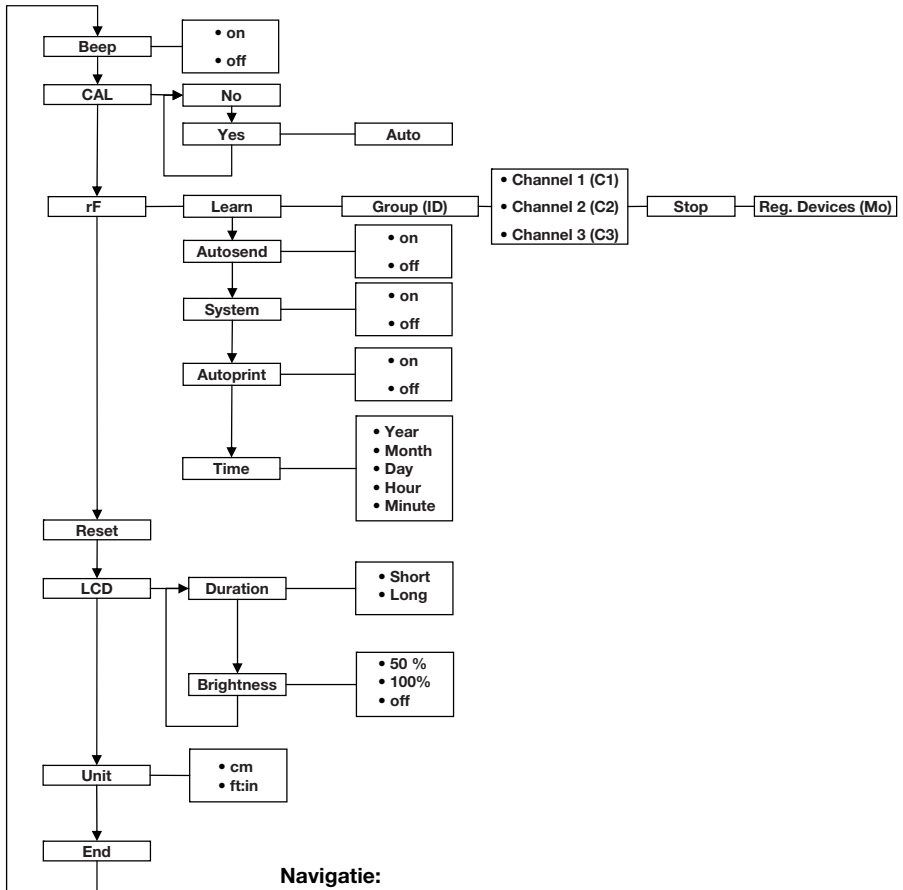 Beep
• on
• off
CAL
No
Yes
Auto
rF
Learn
Group (ID)
• Channel 1 (C1)
• Channel 2 (C2)
• Channel 3 (C3)
Stop
Reg. Devices (Mo)
Autosend
• on
• off
System
• on
• off
Autoprint
• on
• off
Time
• Year
• Month
• Day
• Hour
• Minute
Reset
LCD
Duration
• Short
• Long
Brightness
• 50 %
• 100%
• off
Unit
• cm
• ft:in
End
Navigatie: